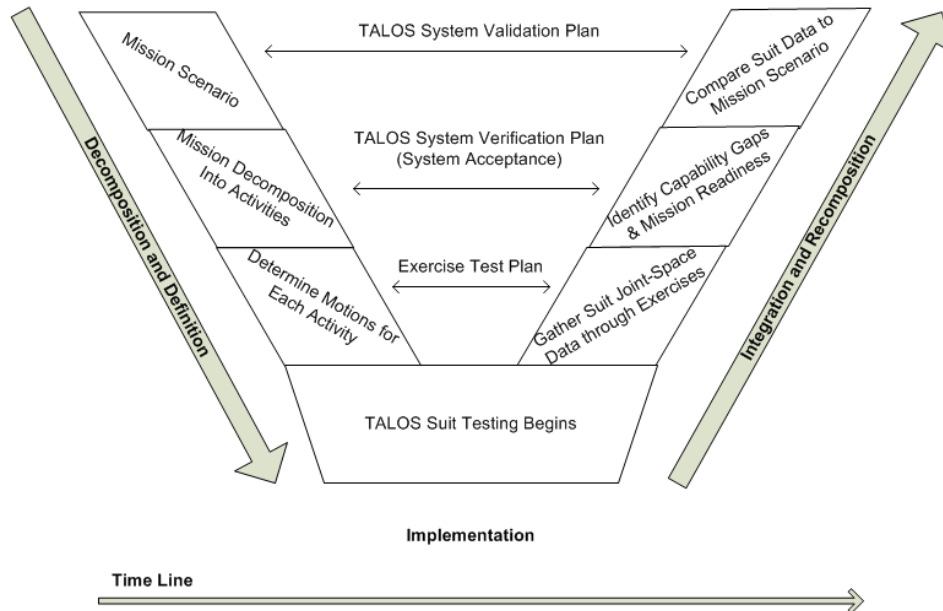 TALOS System Validation Plan
Mission Scenario
Compare Suit Data to
Mission Scenario
TALOS System Verification Plan
(System Acceptance)
Mission Decomposition
Into Activities
Identify Capability Gaps
& Mission Readiness
Exercise Test Plan
Determine Motions for
Each Activity
Gather Suit Joint-Space
Data through Exercises
Decomposition and Definition
Integration and Recomposition
TALOS Suit Testing Begins
Implementation
Time Line